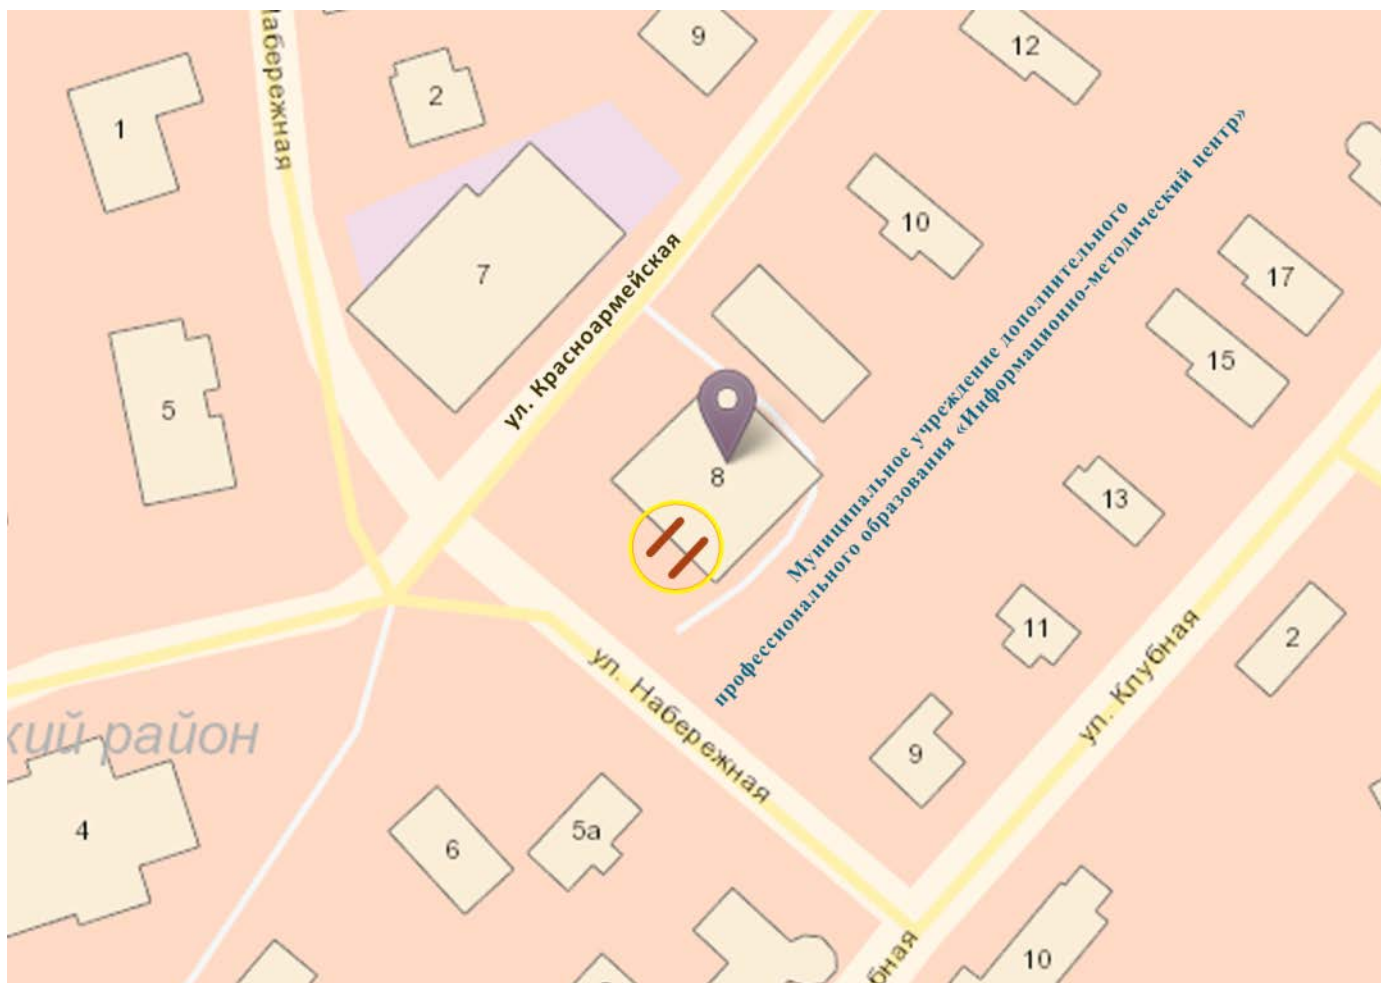 Набережная
9
12
2
1
10
7
ул. Красноармейская
17
15
5
8
Муниципальное учреждение дополнительного
профессионального образования «Информационно-методический центр»
13
11
2
ул. Клубная
ул. Набережная
кий район
9
4
6
5а
10
бная